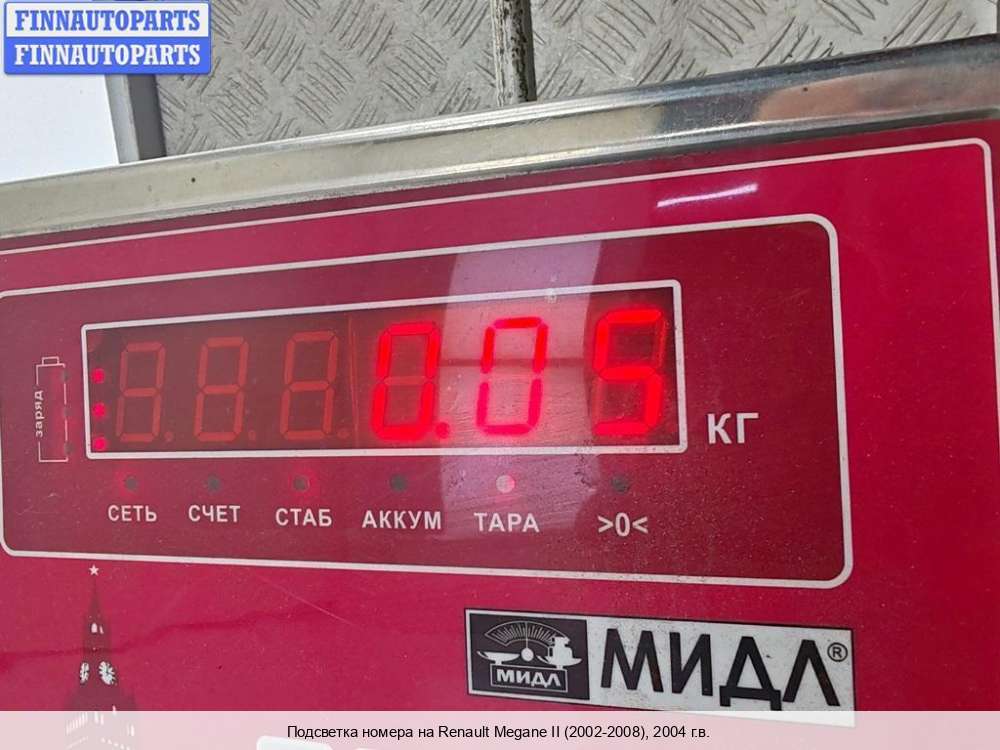 FINNAUTOPARTS
FINNAUTOPARTS
заряд
0.05
КГ
СЕТЬ СЧЕТ СТАБ АККУМ ТАРА >0<
МИДЛ
МИДЛ®
Подсветка номера на Renault Megane II (2002-2008), 2004 г.в.